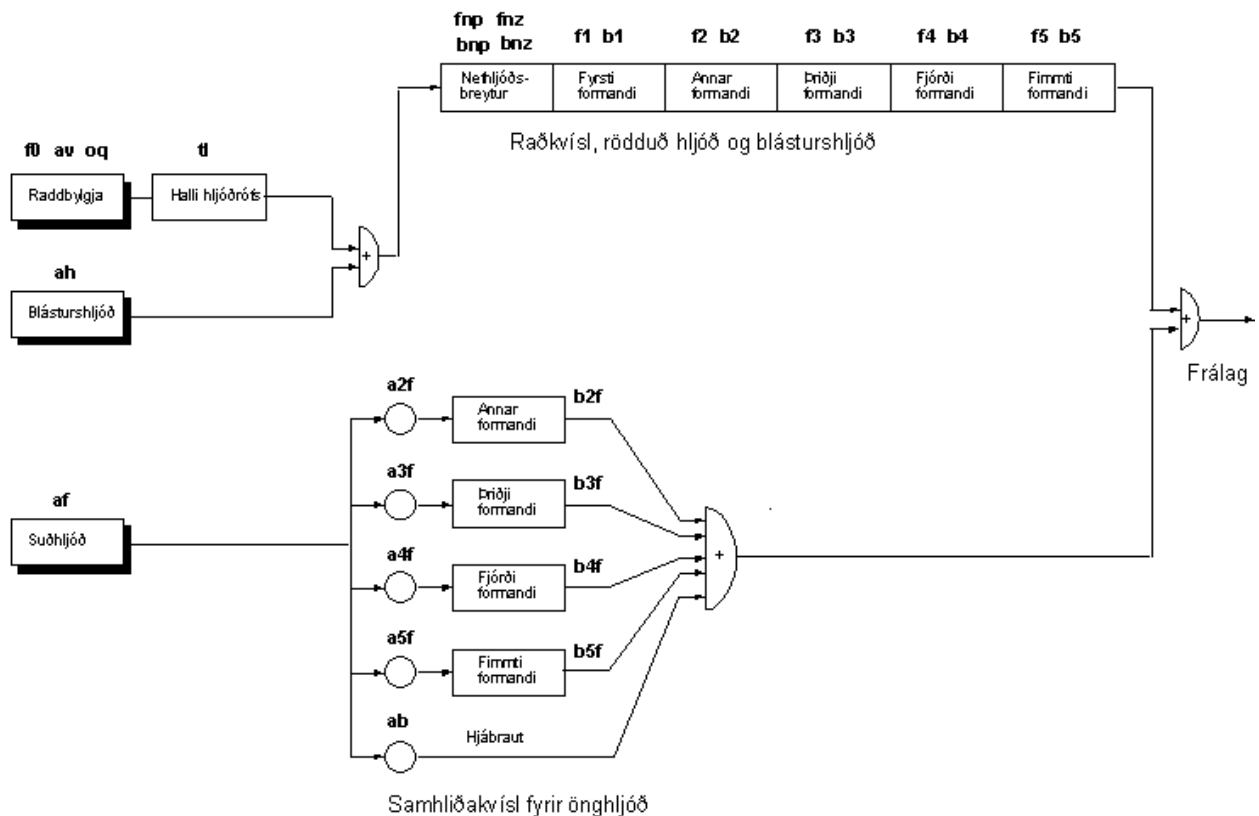 fnp fnz
bnp bnz
f1 b1
f2 b2
f3 b3
f4 b4
f5 b5
Nefhljóðs-
breytur
Fyrsti
formandi
Annar
formandi
Þriðji
formandi
Fjórði
formandi
Fimmti
formandi
Raðkvísl, rödduð hljóð og blásturshljóð
f0 av oq
tl
Raddbylgja
Halli hljóðrófs
+
ah
Blásturshljóð
+
Frálag
a2f
Annar
formandi
b2f
a3f
Þriðji
formandi
b3f
af
Suðhljóð
a4f
Fjórði
formandi
b4f
+
a5f
Fimmti
formandi
b5f
ab
Hjábraut
Samhliðakvísl fyrir önghljóð